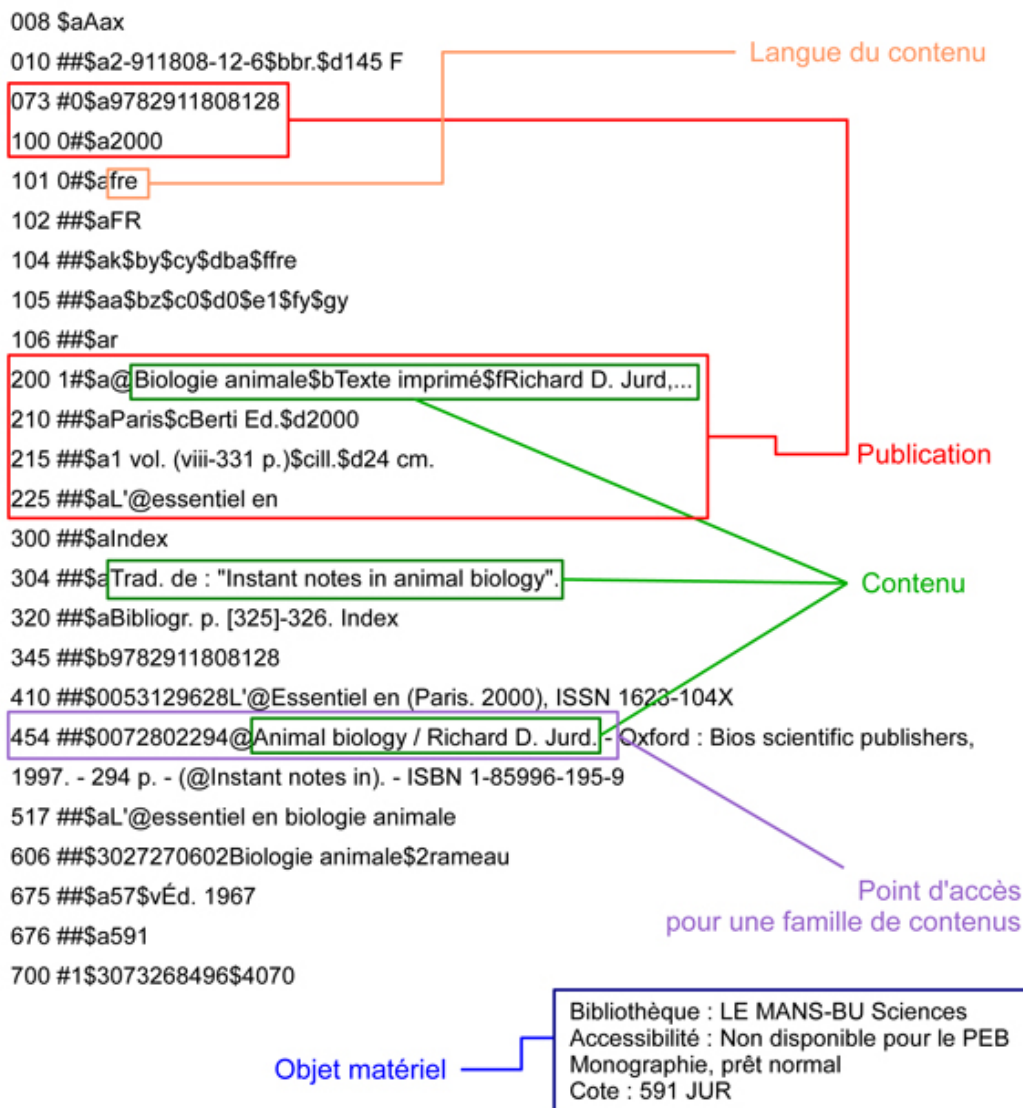 008 $aAax
010 ##$a2-911808-12-6$bbr.$d145 F
Langue du contenu
073 #0$a9782911808128
100 0#$a2000
101 0#$afre
102 ##$aFR
104 ##$ak$by$cy$dba$ffre
105 ##$aa$bz$c0$d0$e1$fy$gy
106 ##$ar
200 1#$a@Biologie animale$bTexte imprimé$fRichard D. Jurd,...
210 ##$aParis$cBerti Ed.$d2000
215 ##$a1 vol. (viii-331 p.)$cill.$d24 cm.
Publication
225 ##$aL'@essentiel en
300 ##$aIndex
304 ##$aTrad. de : "Instant notes in animal biology".
Contenu
320 ##$aBibliogr. p. [325]-326. Index
345 ##$b9782911808128
410 ##$0053129628L'@Essentiel en (Paris. 2000), ISSN 1623-104X
454 ##$0072802294@Animal biology / Richard D. Jurd. - Oxford : Bios scientific publishers,
1997. - 294 p. - (@Instant notes in). - ISBN 1-85996-195-9
517 ##$aL'@essentiel en biologie animale
606 ##$3027270602Biologie animale$2rameau
675 ##$a57$vÉd. 1967
Point d'accès
pour une famille de contenus
676 ##$a591
700 #1$3073268496$4070
Objet matériel
Bibliothèque : LE MANS-BU Sciences
Accessibilité : Non disponible pour le PEB
Monographie, prêt normal
Cote : 591 JUR